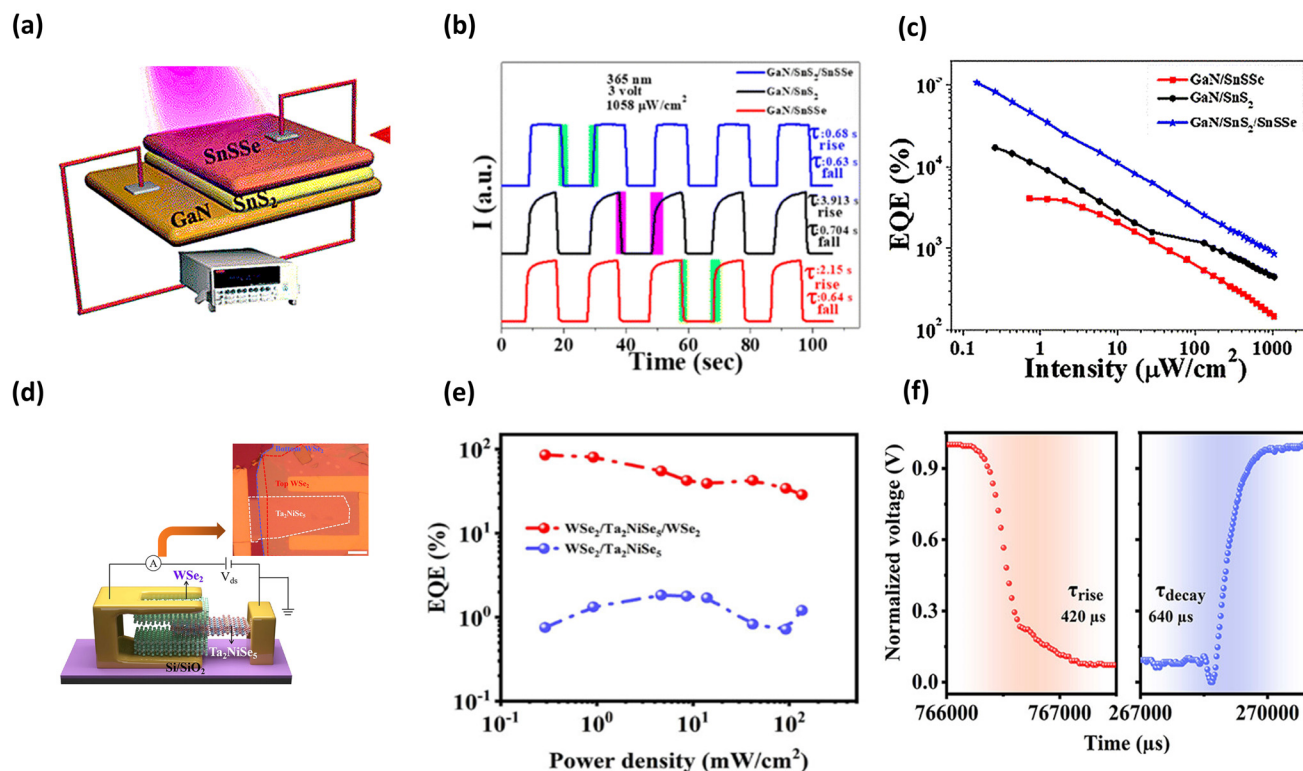 (a)
SnSSe
GaN
SnS2
(b)
365 nm
3 volt
1058 µW/cm2
GaN/SnS2/SnSSe
GaN/SnS2
GaN/SnSSe
τ:0.68 s
rise
τ:0.63 s
fall
τ:3.913 s
rise
τ:0.704 s
fall
τ:2.15 s
rise
τ:0.64 s
fall
I (a.u.)
0 20 40 60 80 100
Time (sec)
(c)
GaN/SnSSe
GaN/SnS2
GaN/SnS2/SnSSe
EQE (%)
10^5
10^4
10^3
10^2
0.1 1 10 100 1000
Intensity (µW/cm2)
(d)
Bottom WSe2
Top WSe2
Ta2NiSe5
A
Vds
WSe2
Ta2NiSe5
Si/SiO2
(e)
EQE (%)
10^2
10^1
10^0
10^-1
WSe2/Ta2NiSe5/WSe2
WSe2/Ta2NiSe5
10^-1 10^0 10^1 10^2
Power density (mW/cm2)
(f)
Normalized voltage (V)
0.9
0.6
0.3
0.0
τrise
420 µs
τdecay
640 µs
766000 767000 267000 270000
Time (µs)